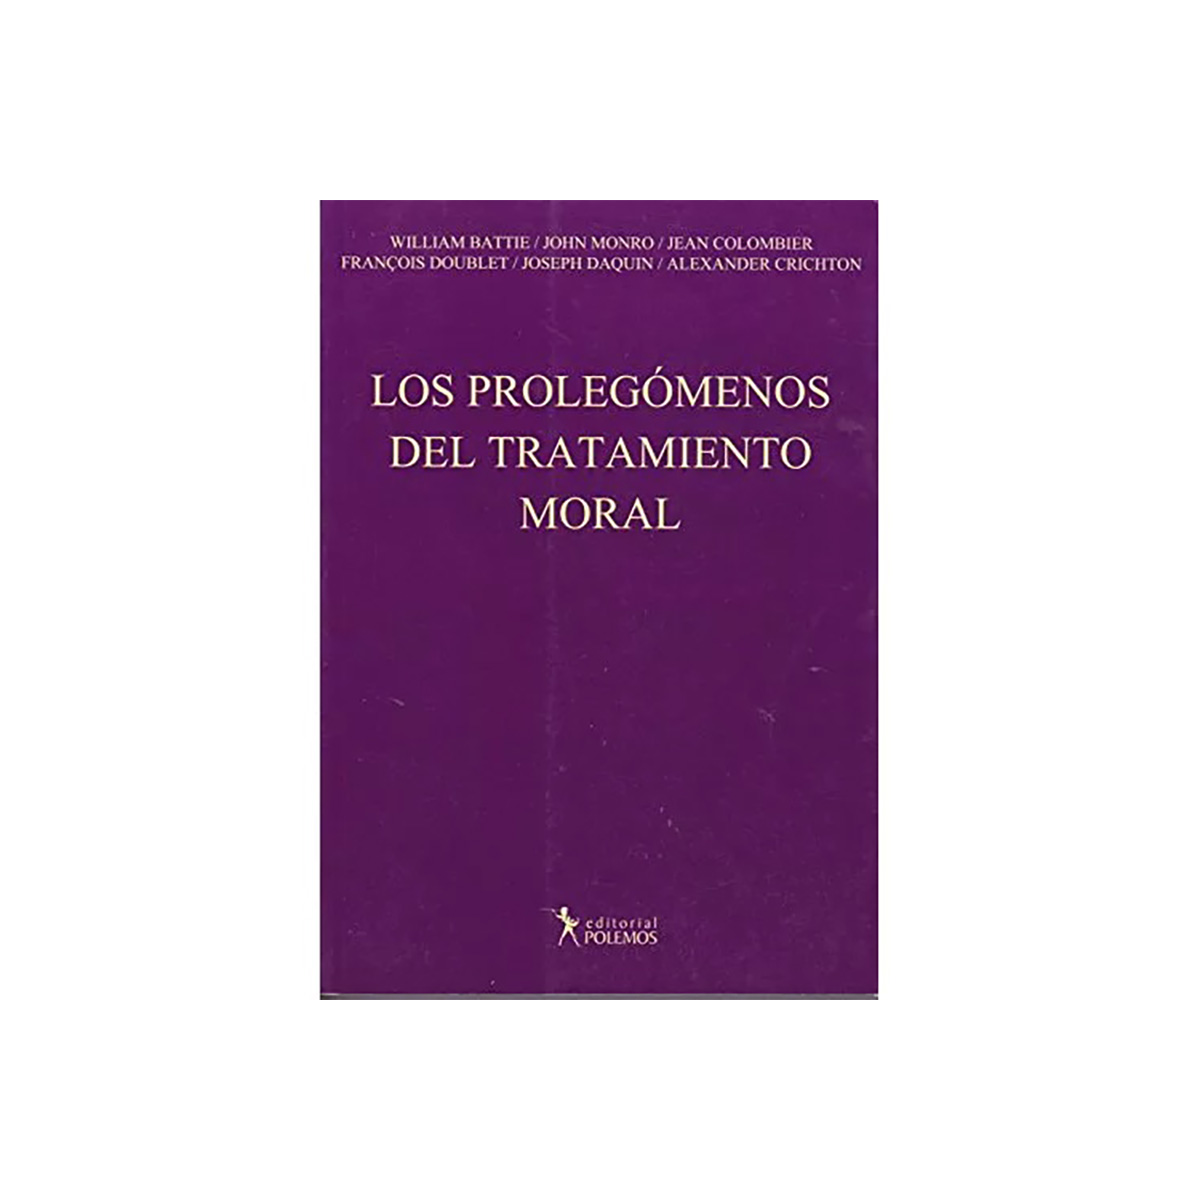 WILLIAM BATTIE / JOHN MONRO / JEAN COLOMBIER
FRANÇOIS DOUBLET / JOSEPH DAQUIN / ALEXANDER CRICHTON
LOS PROLEGÓMENOS
DEL TRATAMIENTO
MORAL
editorial
POLEMOS